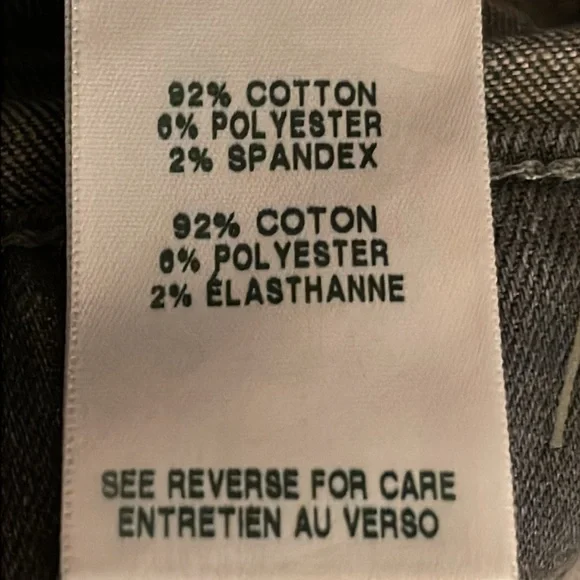 92% COTTON
6% POLYESTER
2% SPANDEX
92% COTON
6% POLYESTER
2% ÉLASTHANNE
SEE REVERSE FOR CARE
ENTRETIEN AU VERSO